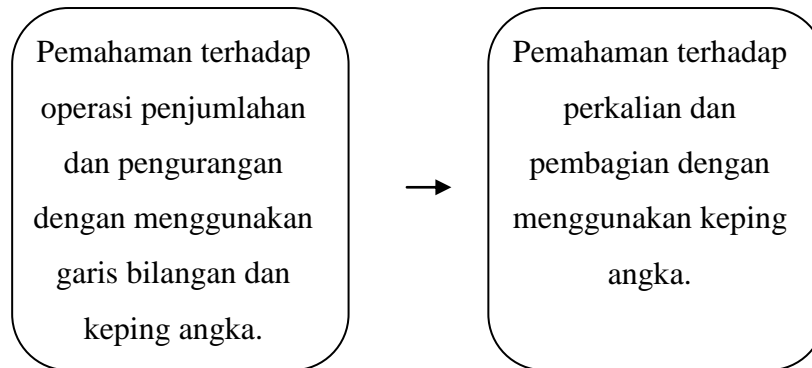 Pemahaman terhadap
operasi penjumlahan
dan pengurangan
dengan menggunakan
garis bilangan dan
keping angka.
Pemahaman terhadap
perkalian dan
pembagian dengan
menggunakan keping
angka.